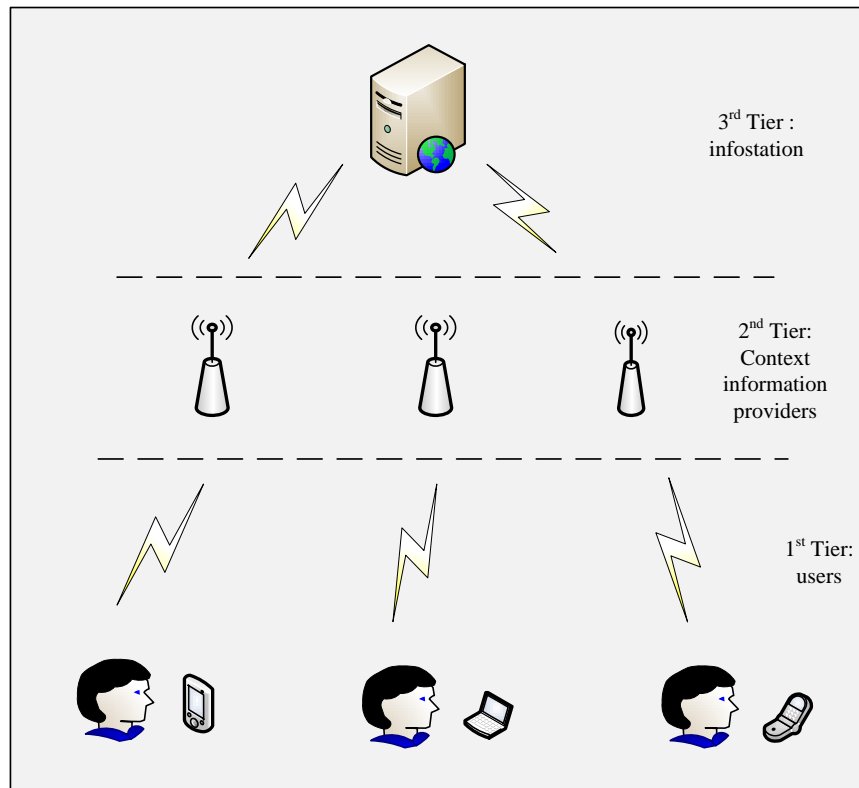 3rd Tier :
infostation
2nd Tier:
Context
information
providers
1st Tier:
users